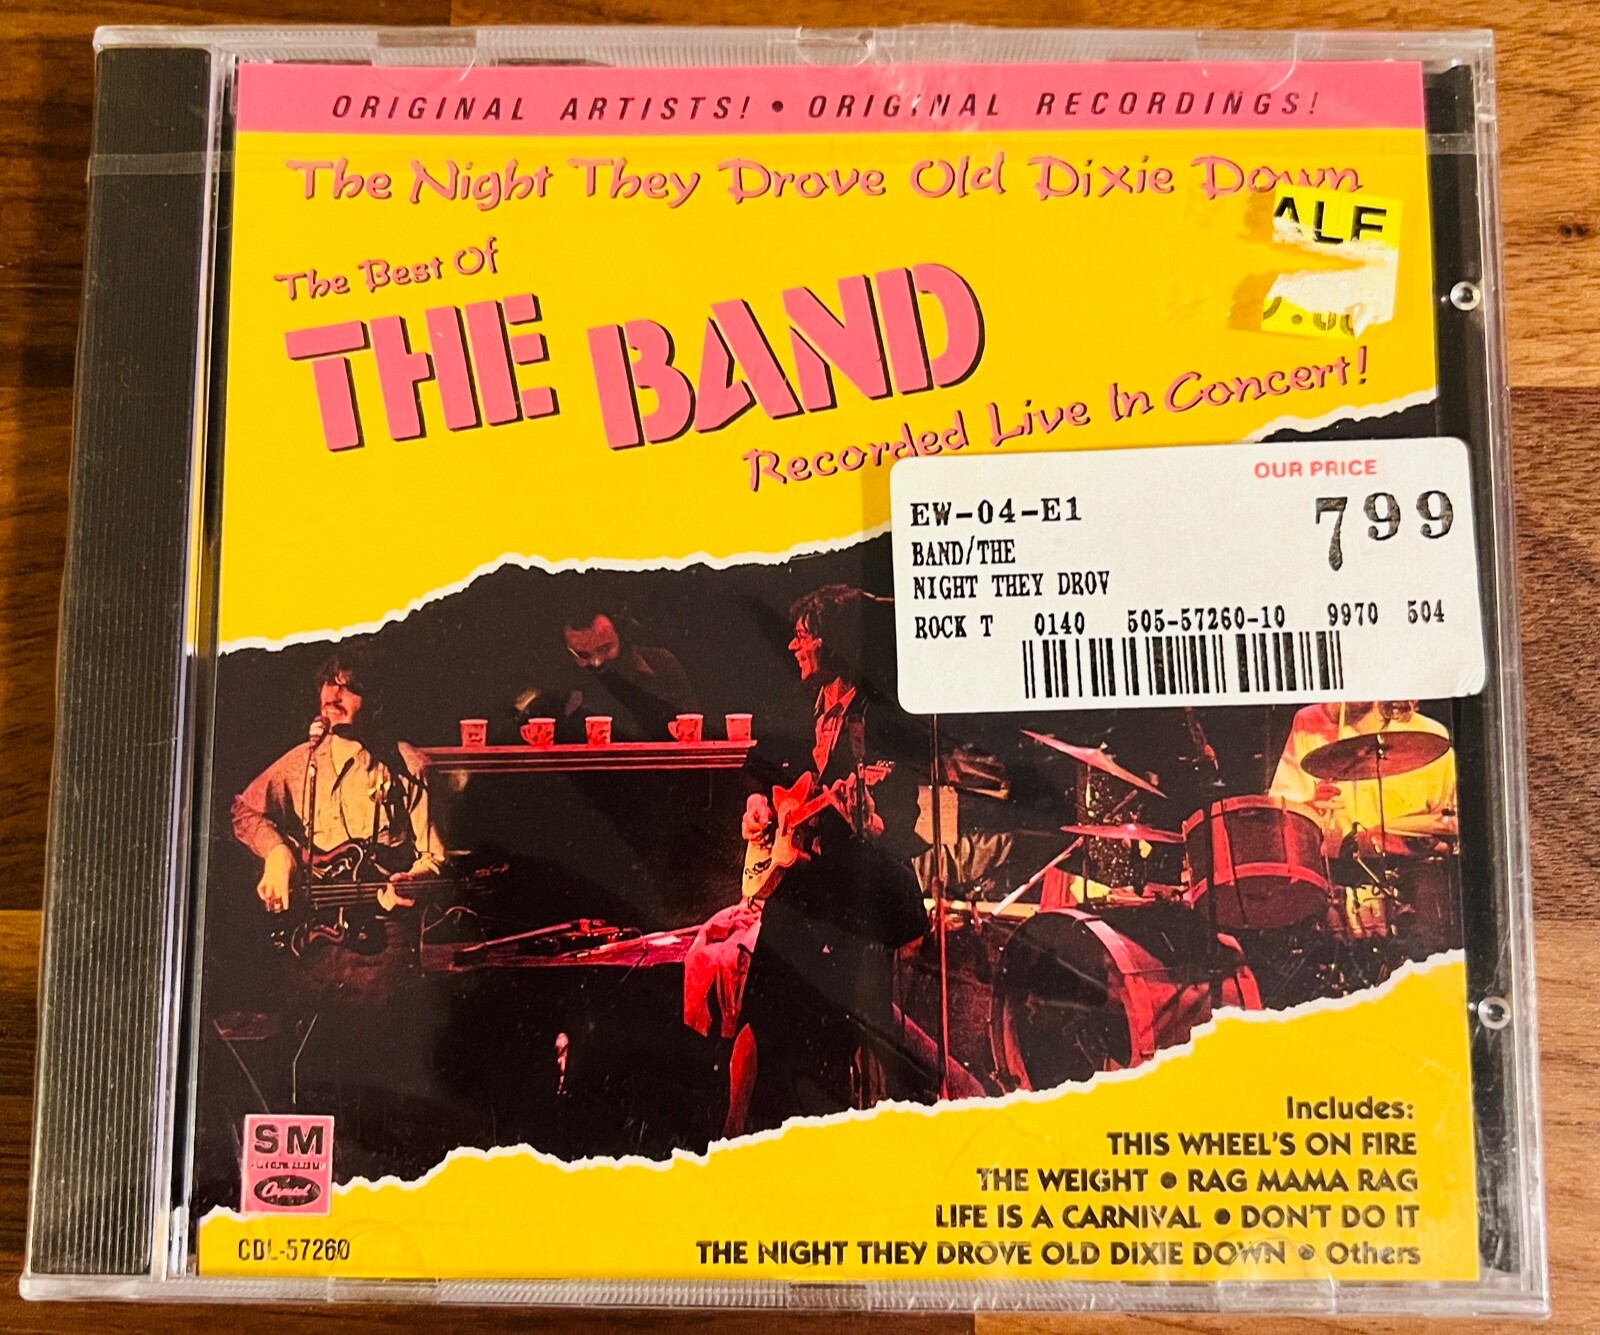 ORIGINAL ARTISTS! • ORIGINAL RECORDINGS!
The Night They Drove Old Dixie Down
ALE
The Best Of
THE BAND
Recorded Live In Concert!
OUR PRICE
EW-04-E1
799
BAND/THE
NIGHT THEY DROV
ROCK T 0140 505-57260-10 9970 504
SM
Capitol
CDL-57260
Includes:
THIS WHEEL'S ON FIRE
THE WEIGHT • RAG MAMA RAG
LIFE IS A CARNIVAL • DON'T DO IT
THE NIGHT THEY DROVE OLD DIXIE DOWN • Others